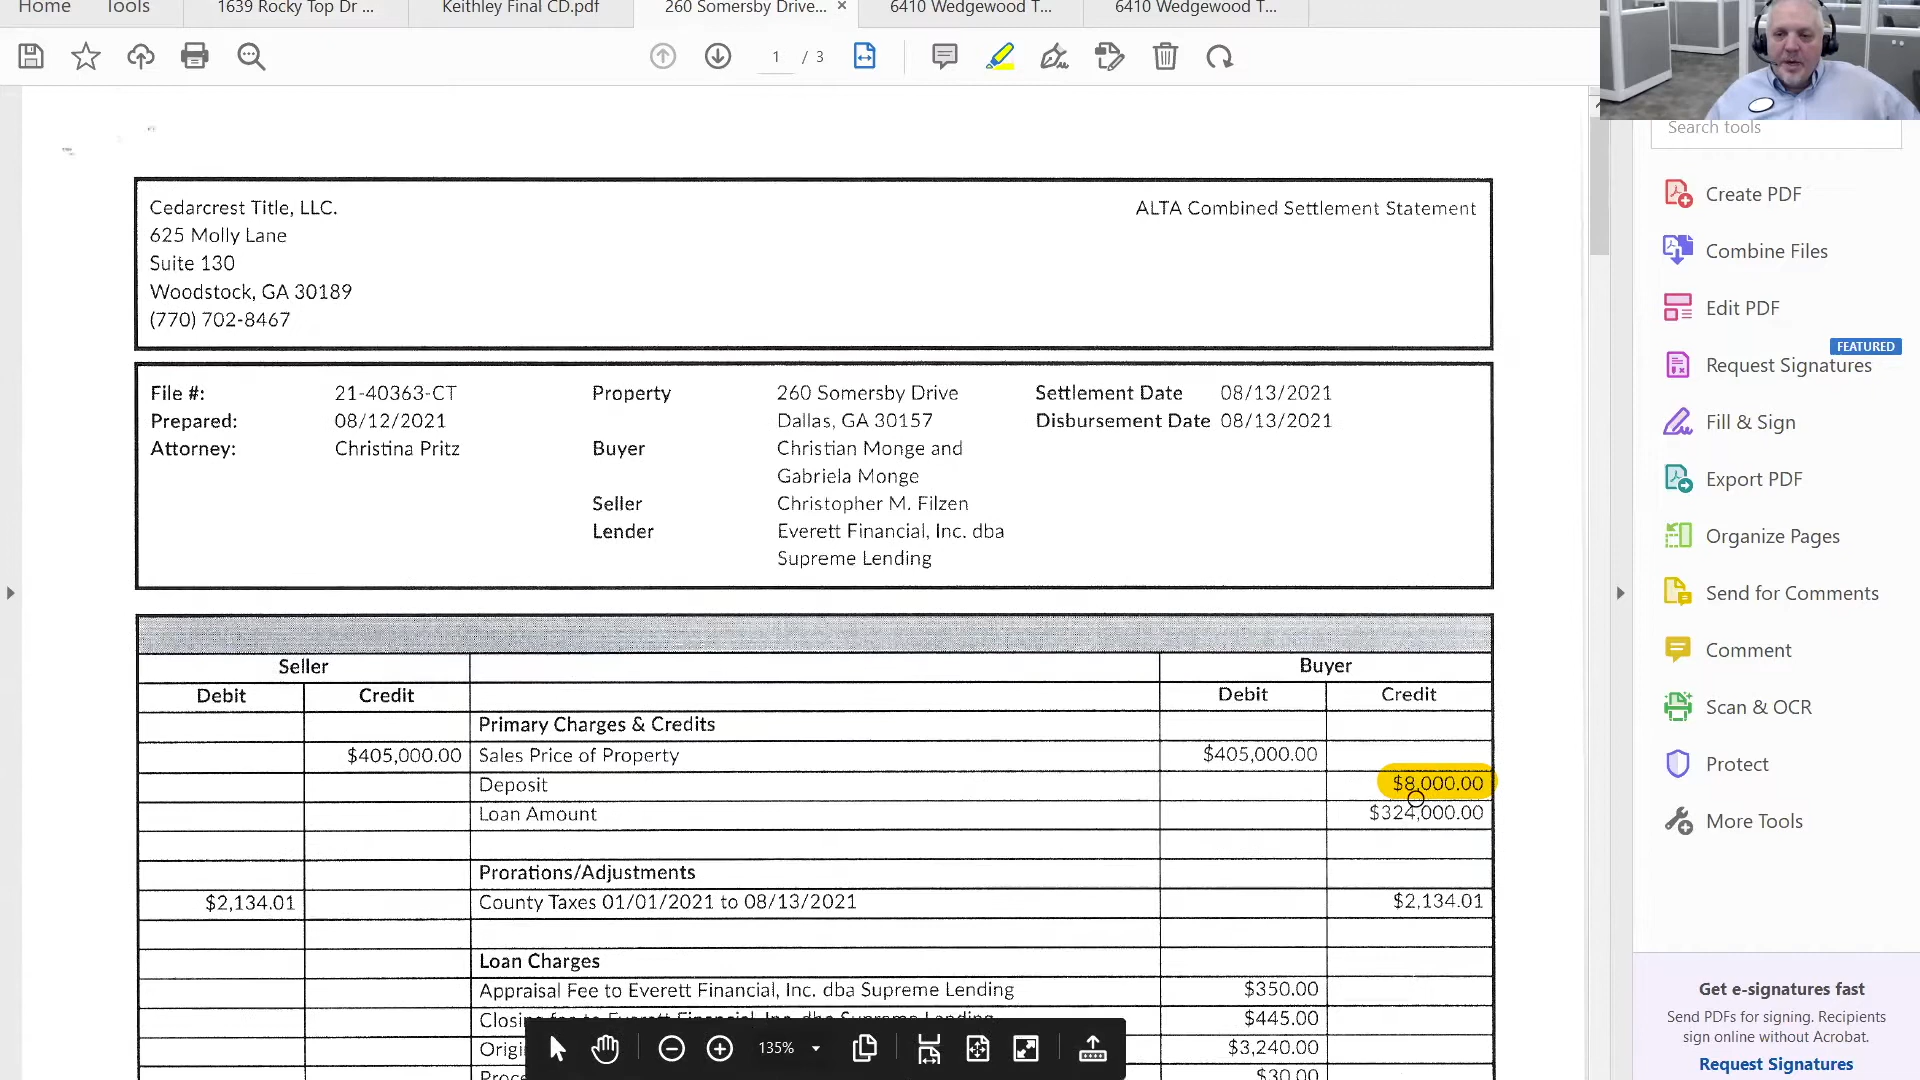 Home Tools 1639 Rocky Top Dr ... Keithley Final CD.pdf 260 Somersby Drive... × 6410 Wedgewood T... 6410 Wedgewood T...
1 / 3
Search tools
Cedarcrest Title, LLC. ALTA Combined Settlement Statement
625 Molly Lane
Suite 130
Woodstock, GA 30189
(770) 702-8467
File #: 21-40363-CT Property 260 Somersby Drive Settlement Date 08/13/2021
Prepared: 08/12/2021 Dallas, GA 30157 Disbursement Date 08/13/2021
Attorney: Christina Pritz Buyer Christian Monge and
Gabriela Monge
Seller Christopher M. Filzen
Lender Everett Financial, Inc. dba
Supreme Lending
Seller Buyer
Debit Credit Debit Credit
Primary Charges & Credits
$405,000.00 Sales Price of Property $405,000.00
Deposit $8,000.00
Loan Amount $324,000.00
Prorations/Adjustments
$2,134.01 County Taxes 01/01/2021 to 08/13/2021 $2,134.01
Loan Charges
Appraisal Fee to Everett Financial, Inc. dba Supreme Lending $350.00
$445.00
$3,240.00
$30.00
135%
Create PDF
Combine Files
Edit PDF
FEATURED
Request Signatures
Fill & Sign
Export PDF
Organize Pages
Send for Comments
Comment
Scan & OCR
Protect
More Tools
Get e-signatures fast
Send PDFs for signing. Recipients
sign online without Acrobat.
Request Signatures